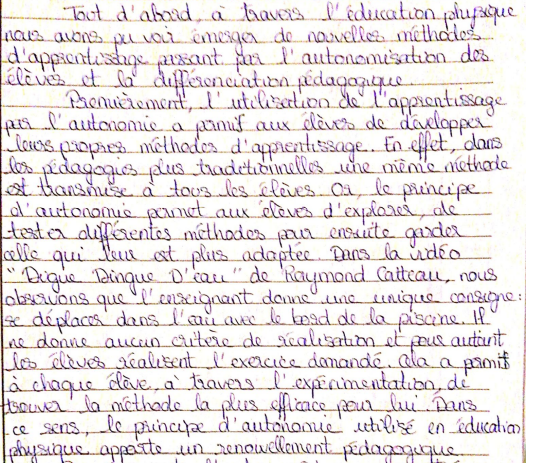 Tout d'abord, à travers l'éducation physique
nous avons pu voir émerger de nouvelles méthodes
d'apprentissage passant par l'autonomisation des
élèves et la différenciation pédagogique.
Premièrement, l'utilisation de l'apprentissage
par l'autonomie a permis aux élèves de développer
leurs propres méthodes d'apprentissage. En effet, dans
les pédagogies plus traditionnelles une même méthode
est transmise à tous les élèves. Or, le principe
d'autonomie permet aux élèves d'explorer, de
tester différentes méthodes pour ensuite garder
celle qui leur est plus adaptée. Dans la vidéo
"Digue Dingue D'eau" de Raymond Catteau, nous
observons que l'enseignant donne une unique consigne :
se déplacer dans l'eau avec le bord de la piscine. Il
ne donne aucun critère de réalisation et pour autant
les élèves réalisent l'exercice demandé. Cela a permit
à chaque élève, à travers l'expérimentation, de
trouver la méthode la plus efficace pour lui. Dans
ce sens, le principe d'autonomie utilisé en éducation
physique apporte un renouvellement pédagogique.